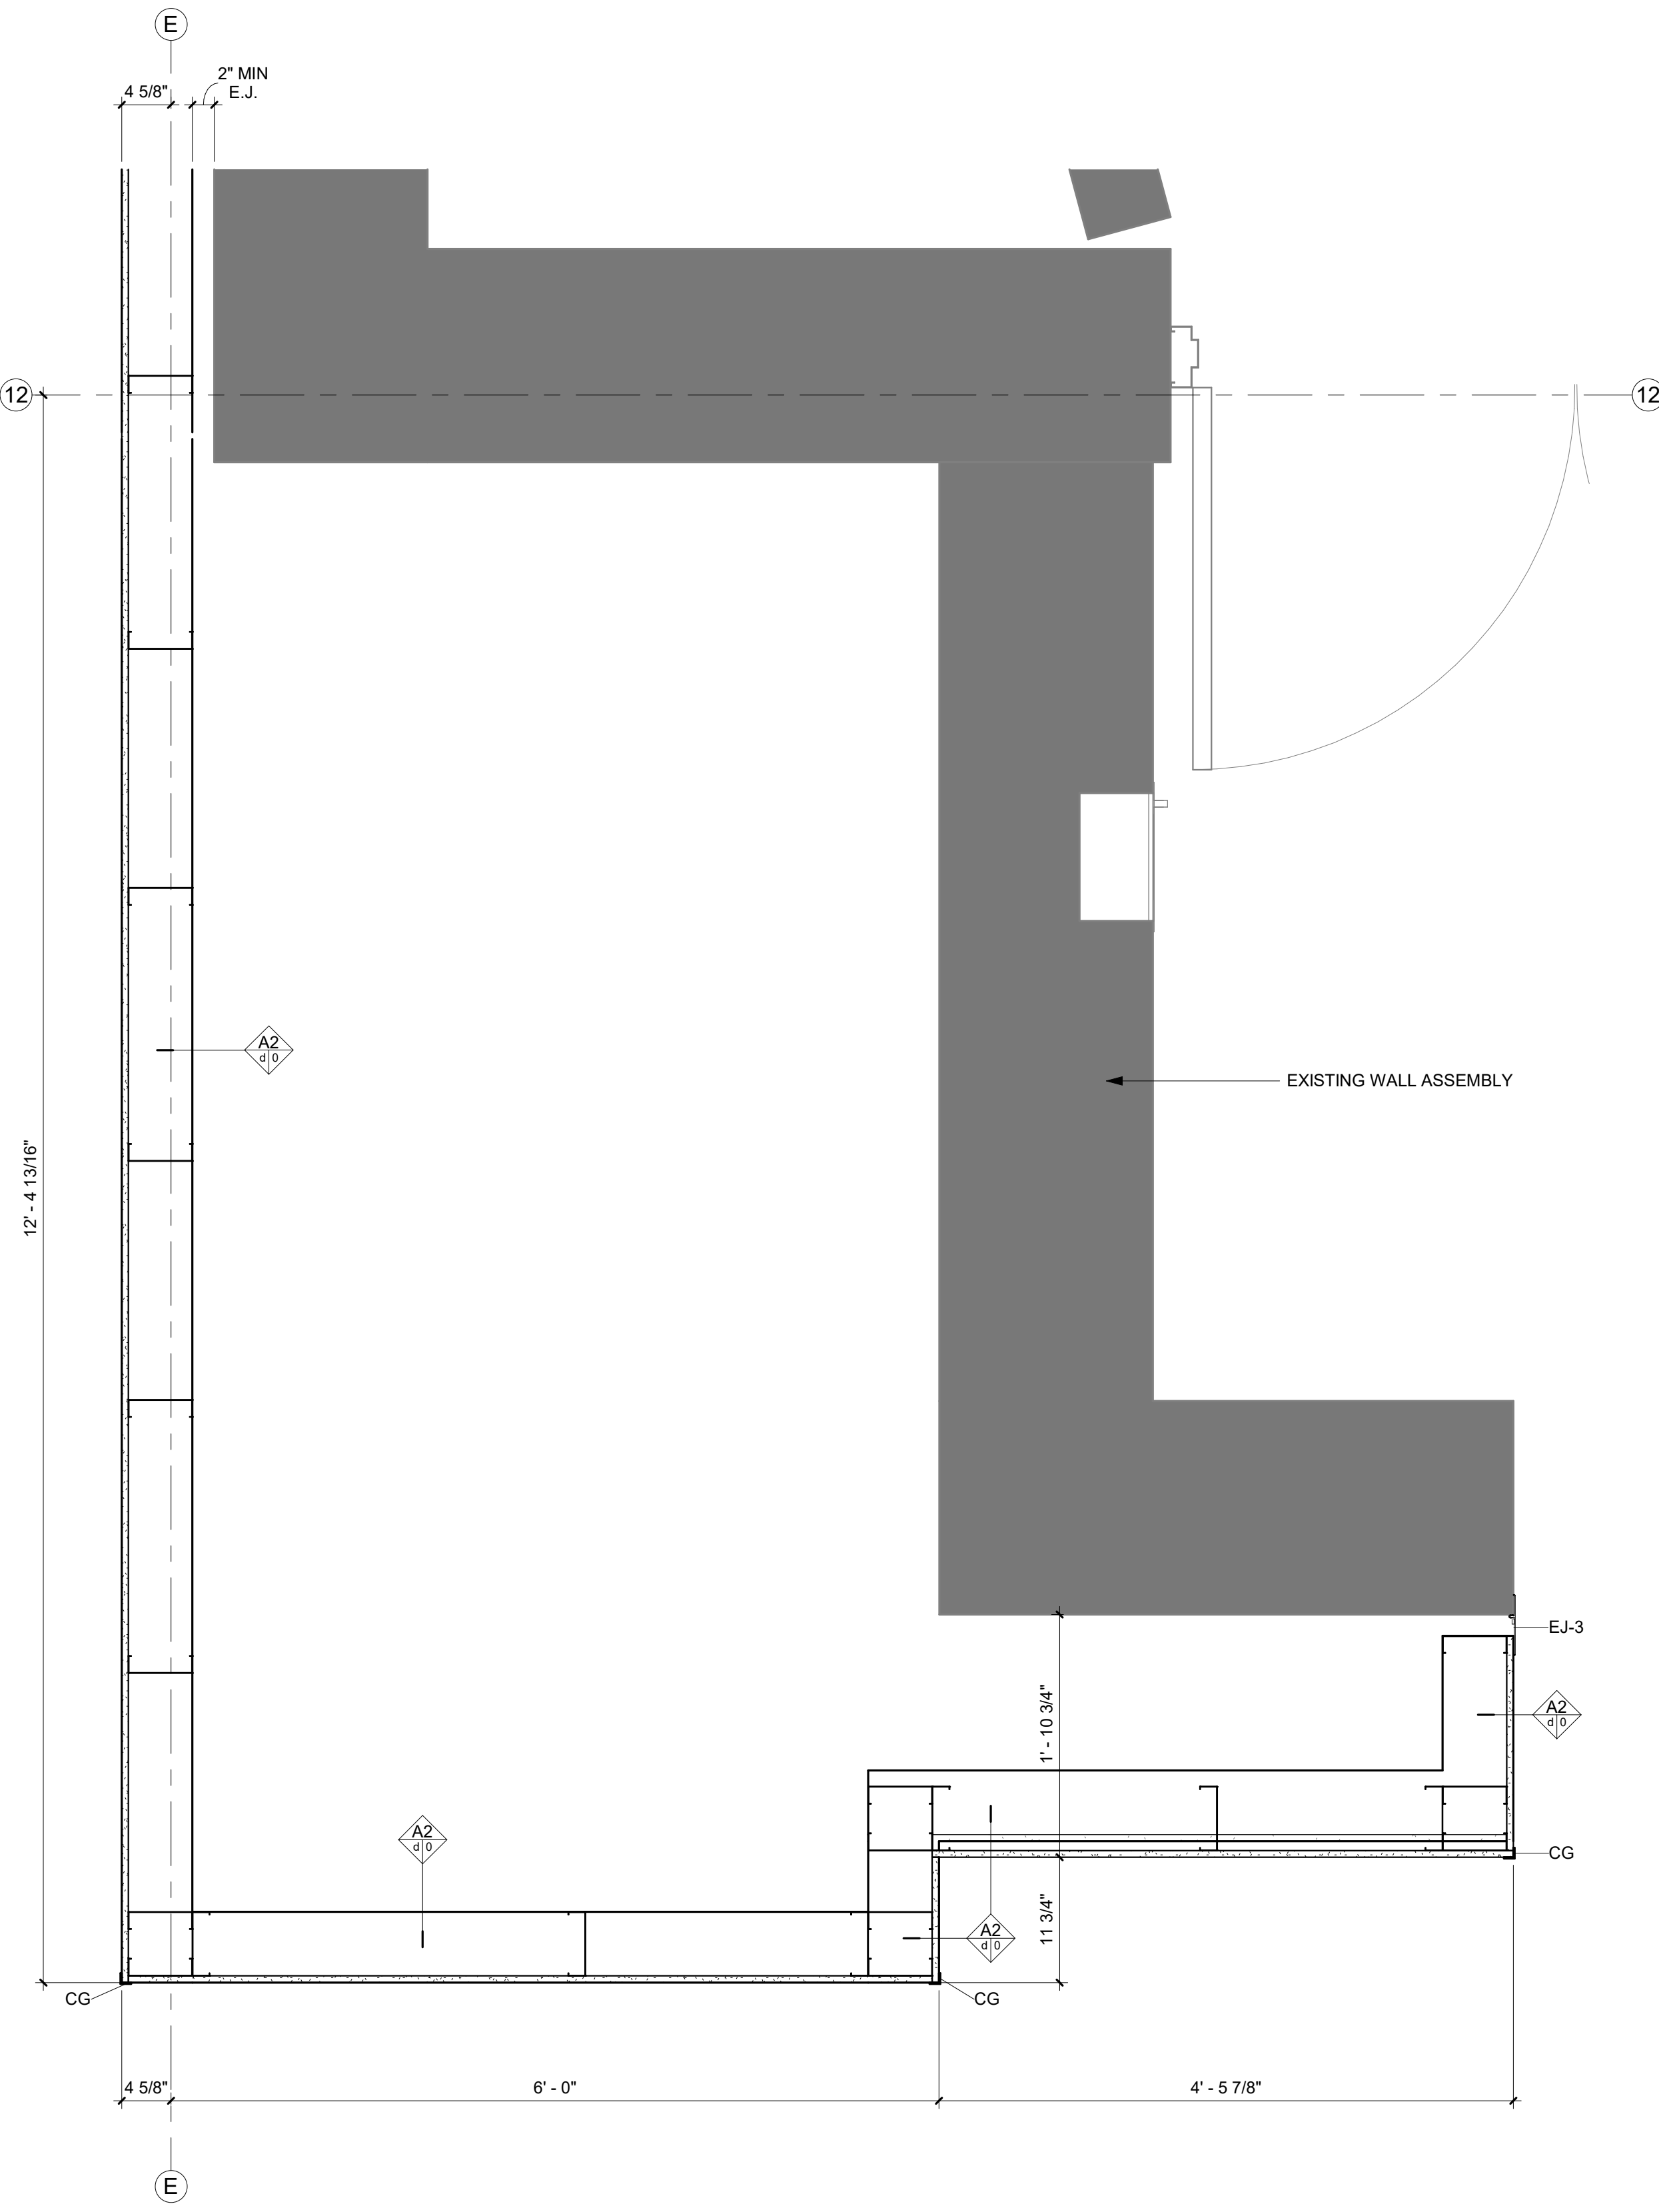 E
4 5/8"
2" MIN
E.J.
12
12
A2
d 0
EXISTING WALL ASSEMBLY
12' - 4 13/16"
EJ-3
1' - 10 3/4"
A2
d 0
A2
d 0
CG
11 3/4"
A2
d 0
CG
CG
4 5/8"
6' - 0"
4' - 5 7/8"
E